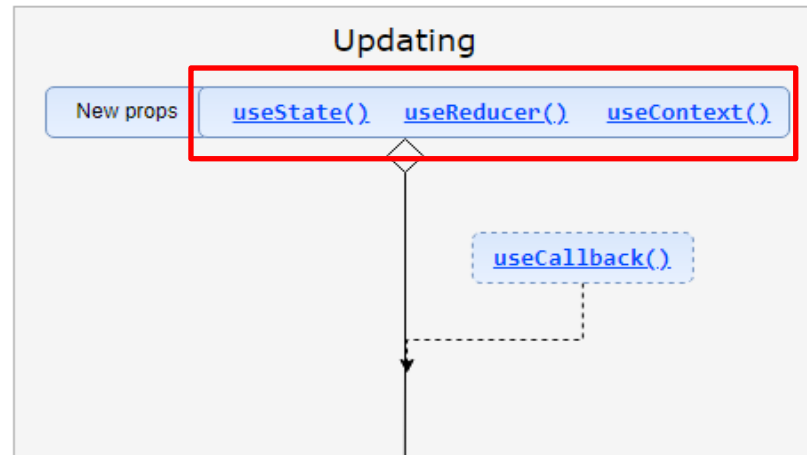 Updating
New props useState() useReducer() useContext()
useCallback()